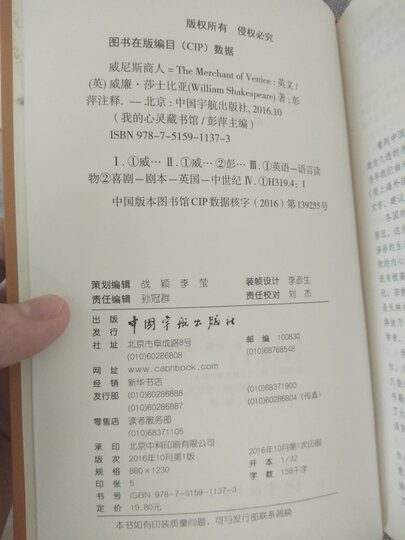 版权所有 侵权必究
图书在版编目（CIP）数据
威尼斯商人=The Merchant of Venice：英文/
(英) 威廉·莎士比亚(William Shakespeare)著；彭
萍注释. -- 北京：中国宇航出版社，2016.10
（我的心灵藏书馆/彭萍主编）
ISBN 978-7-5159-1137-3
Ⅰ.①威… Ⅱ.①威… ②彭… Ⅲ.①英语—语言读
物②喜剧—剧本—英国—中世纪 Ⅳ.①H319.4: I
中国版本图书馆CIP数据核字（2016）第139255号
策划编辑 战 颖 李 莹 装帧设计 李彦生
责任编辑 孙冠群 责任校对 刘 杰
出版 发行 中国宇航出版社
社址 北京市阜成路8号 邮编 100830
(010)60286808 (010)68768548
网址 www.caphbook.com
经销 新华书店
发行部 (010)60286888 (010)68371900
(010)60286887 (010)60286804（传真）
零售店 读者服务部
(010)68371105
承印 北京中科印刷有限公司
版次 2016年10月第1版 2016年10月第1次印刷
规格 880×1230 开本 1/32
印张 5 字数 158千字
书号 ISBN 978-7-5159-1137-3
定价 19.80元
本书如有印装质量问题，可与发行部联系调换